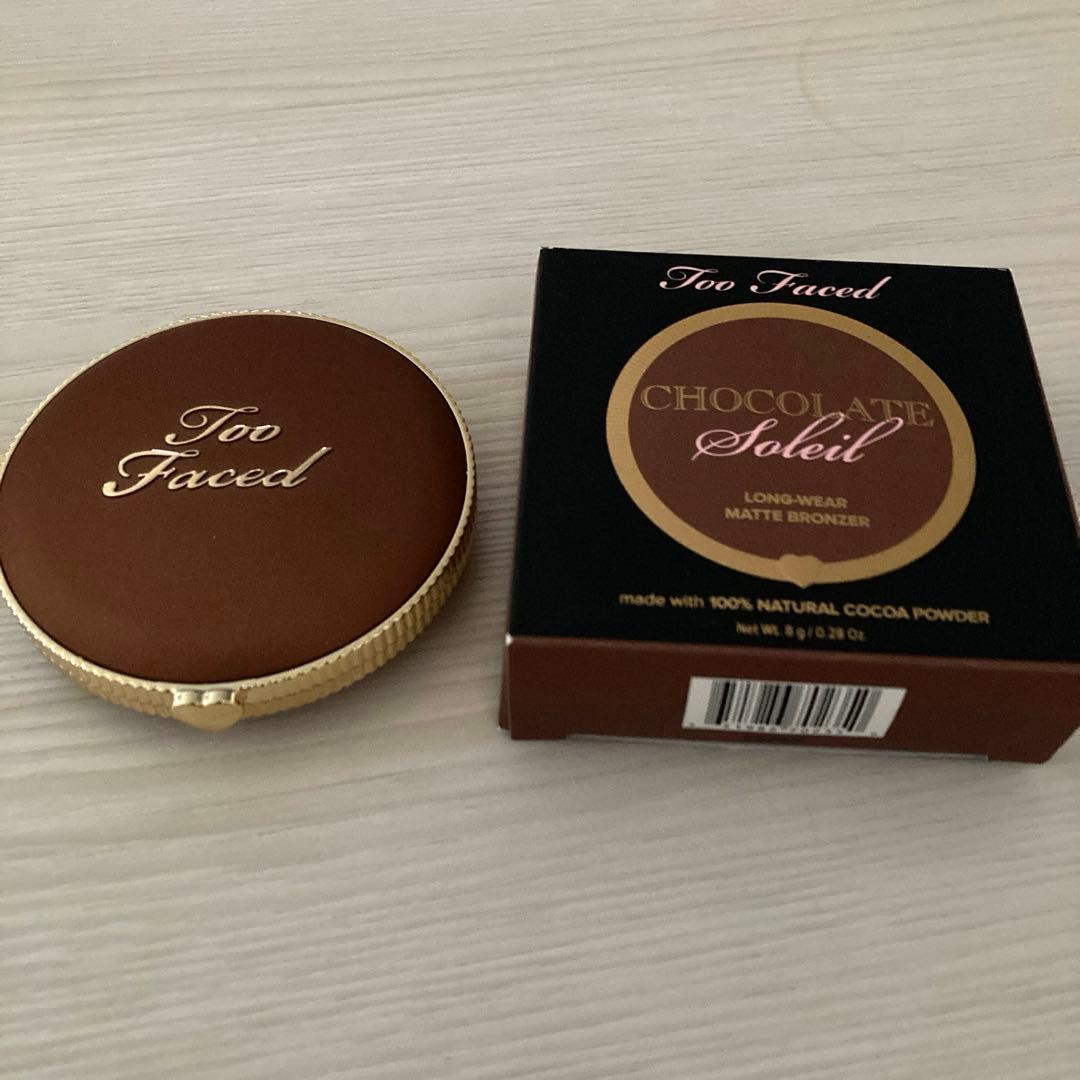 Too
Faced
Too Faced
CHOCOLATE
Soleil
LONG-WEAR
MATTE BRONZER
made with 100% NATURAL COCOA POWDER
Net Wt. 8 g / 0.28 Oz.